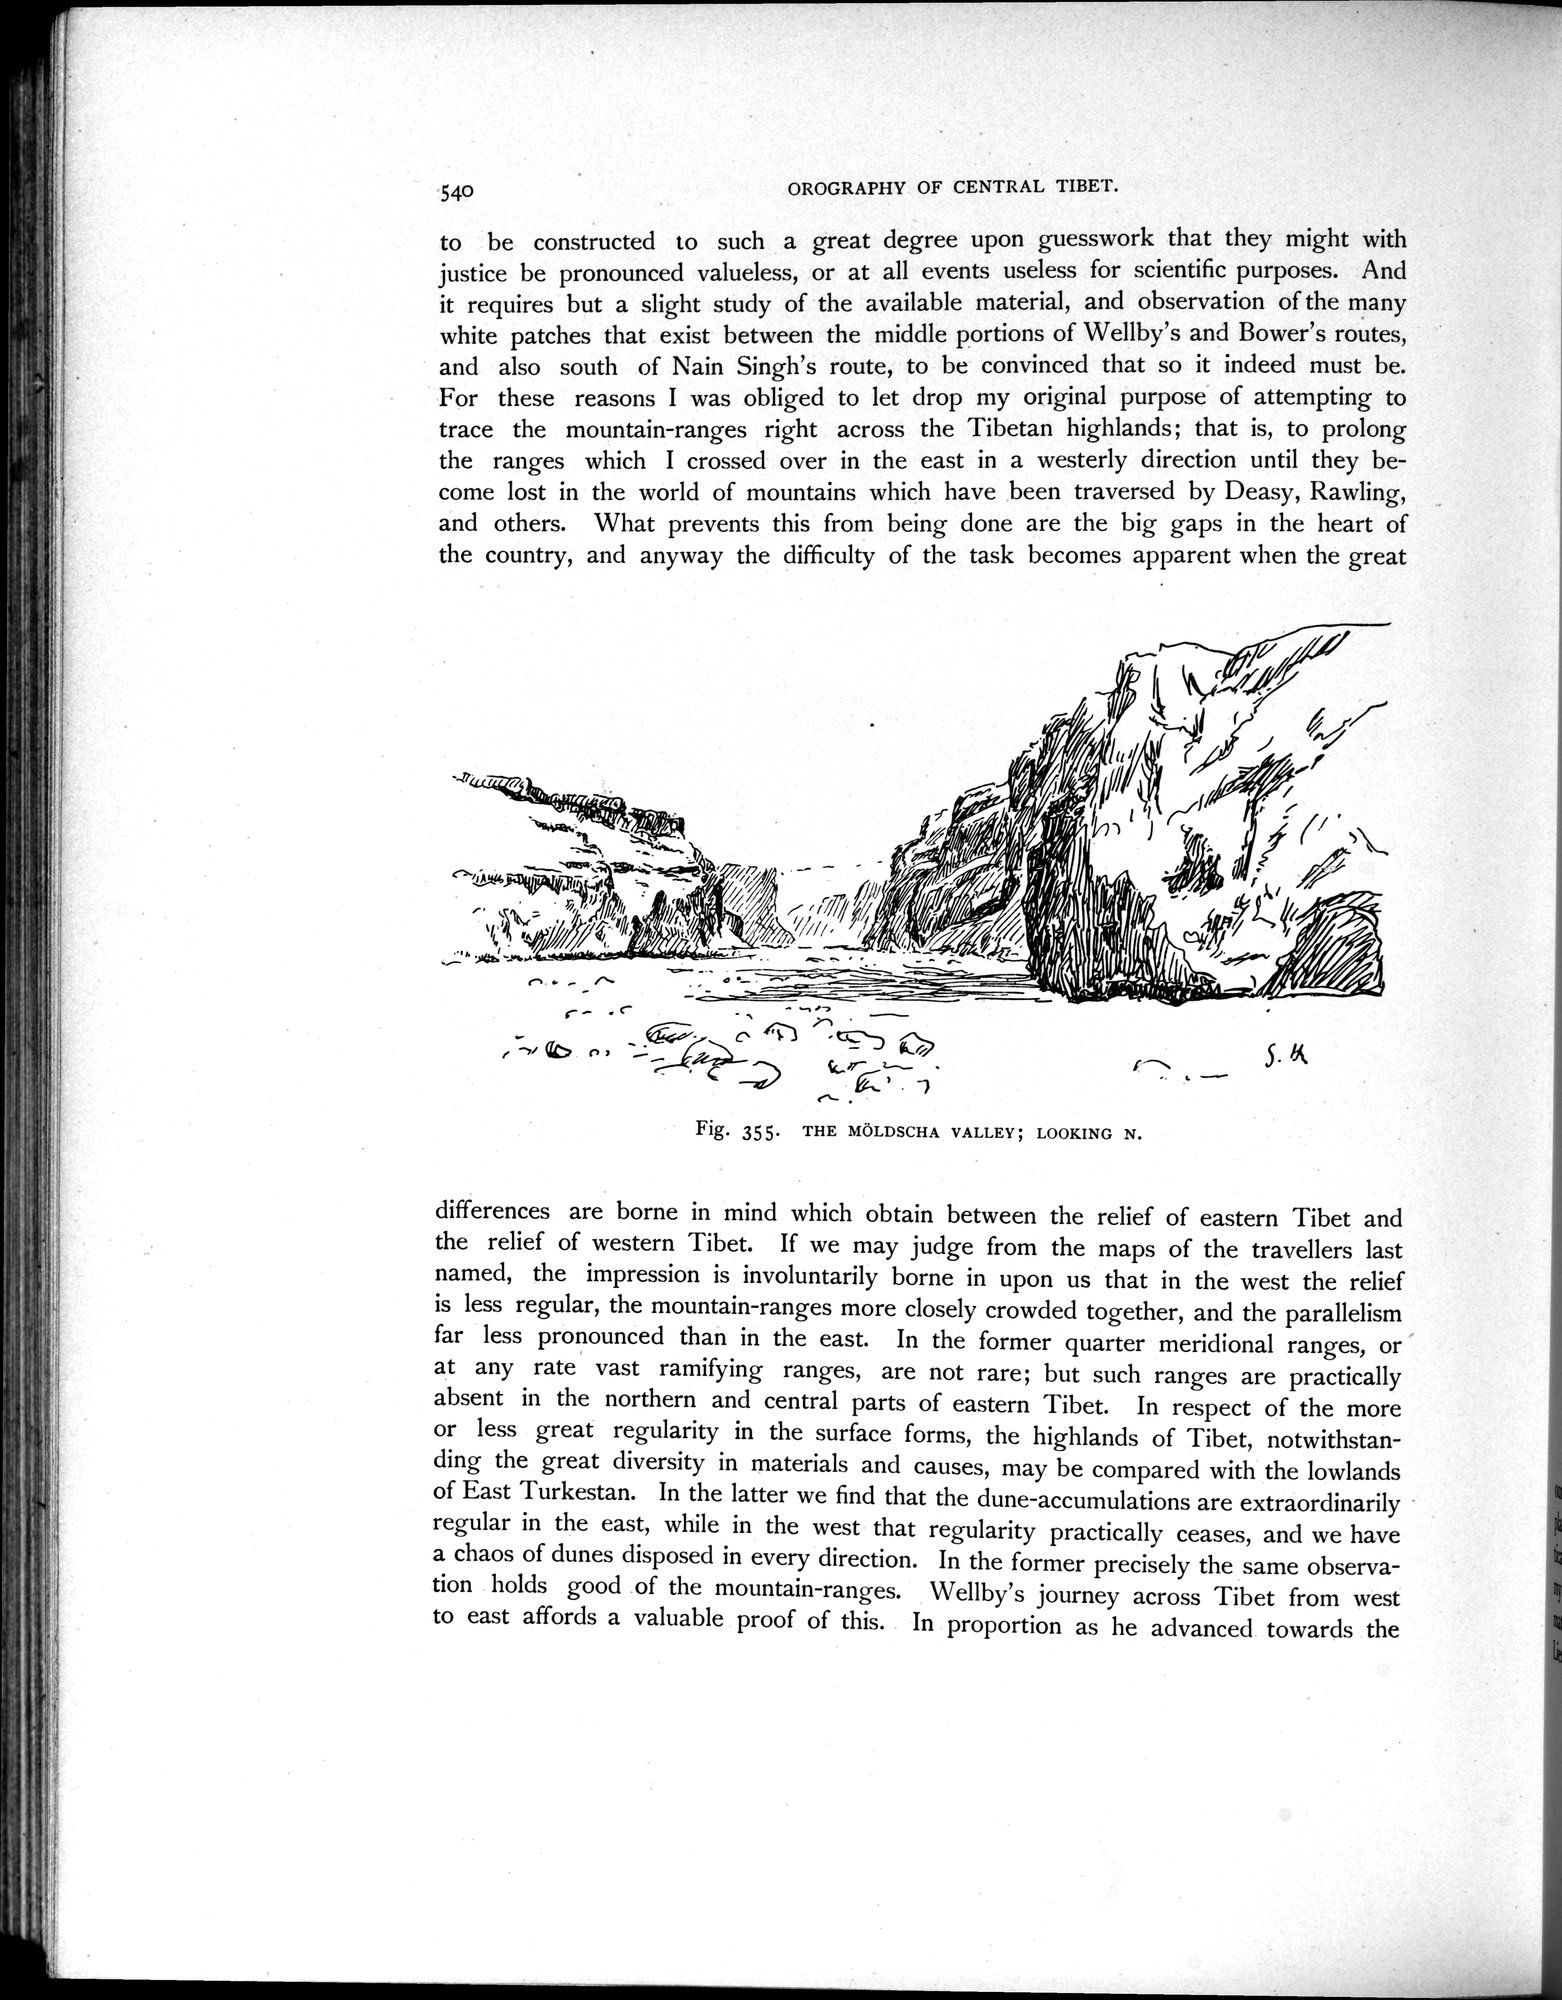 540
OROGRAPHY OF CENTRAL TIBET.
to be constructed to such a great degree upon guesswork that they might with
justice be pronounced valueless, or at all events useless for scientific purposes. And
it requires but a slight study of the available material, and observation of the many
white patches that exist between the middle portions of Wellby's and Bower's routes,
and also south of Nain Singh's route, to be convinced that so it indeed must be.
For these reasons I was obliged to let drop my original purpose of attempting to
trace the mountain-ranges right across the Tibetan highlands; that is, to prolong
the ranges which I crossed over in the east in a westerly direction until they be-
come lost in the world of mountains which have been traversed by Deasy, Rawling,
and others. What prevents this from being done are the big gaps in the heart of
the country, and anyway the difficulty of the task becomes apparent when the great
Fig. 355. THE MÖLDSCHA VALLEY; LOOKING N.
differences are borne in mind which obtain between the relief of eastern Tibet and
the relief of western Tibet. If we may judge from the maps of the travellers last
named, the impression is involuntarily borne in upon us that in the west the relief
is less regular, the mountain-ranges more closely crowded together, and the parallelism
far less pronounced than in the east. In the former quarter meridional ranges, or
at any rate vast ramifying ranges, are not rare; but such ranges are practically
absent in the northern and central parts of eastern Tibet. In respect of the more
or less great regularity in the surface forms, the highlands of Tibet, notwithstan-
ding the great diversity in materials and causes, may be compared with the lowlands
of East Turkestan. In the latter we find that the dune-accumulations are extraordinarily
regular in the east, while in the west that regularity practically ceases, and we have
a chaos of dunes disposed in every direction. In the former precisely the same observa-
tion holds good of the mountain-ranges. Wellby's journey across Tibet from west
to east affords a valuable proof of this. In proportion as he advanced towards the